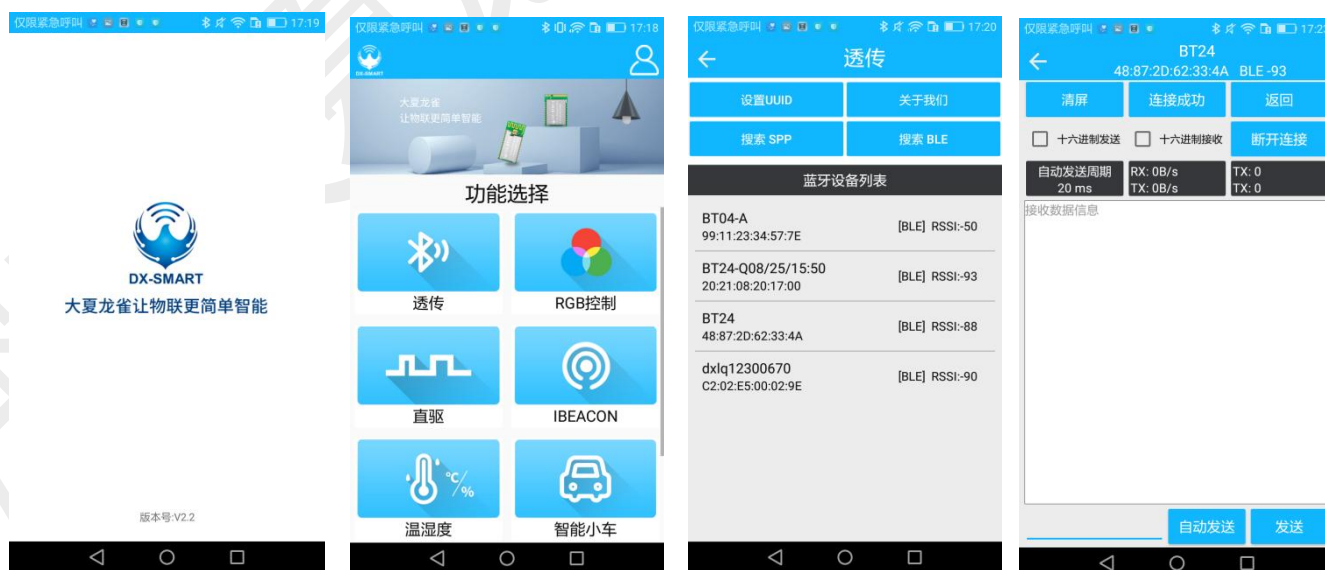 仅限紧急呼叫
17:19
DX-SMART
大夏龙雀让物联更简单智能
版本号:V2.2
仅限紧急呼叫
17:18
DX-SMART
大夏龙雀
让物联更简单智能
功能选择
透传
RGB控制
直驱
IBEACON
°C/%
温湿度
智能小车
仅限紧急呼叫
17:20
透传
设置UUID
关于我们
搜索 SPP
搜索 BLE
蓝牙设备列表
BT04-A
99:11:23:34:57:7E
[BLE] RSSI:-50
BT24-Q08/25/15:50
20:21:08:20:17:00
[BLE] RSSI:-93
BT24
48:87:2D:62:33:4A
[BLE] RSSI:-88
dxlq12300670
C2:02:E5:00:02:9E
[BLE] RSSI:-90
仅限紧急呼叫
BT24
48:87:2D:62:33:4A BLE -93
清屏
连接成功
返回
十六进制发送
十六进制接收
断开连接
自动发送周期
20 ms
RX: 0B/s
TX: 0B/s
TX: 0
TX: 0
接收数据信息
自动发送
发送